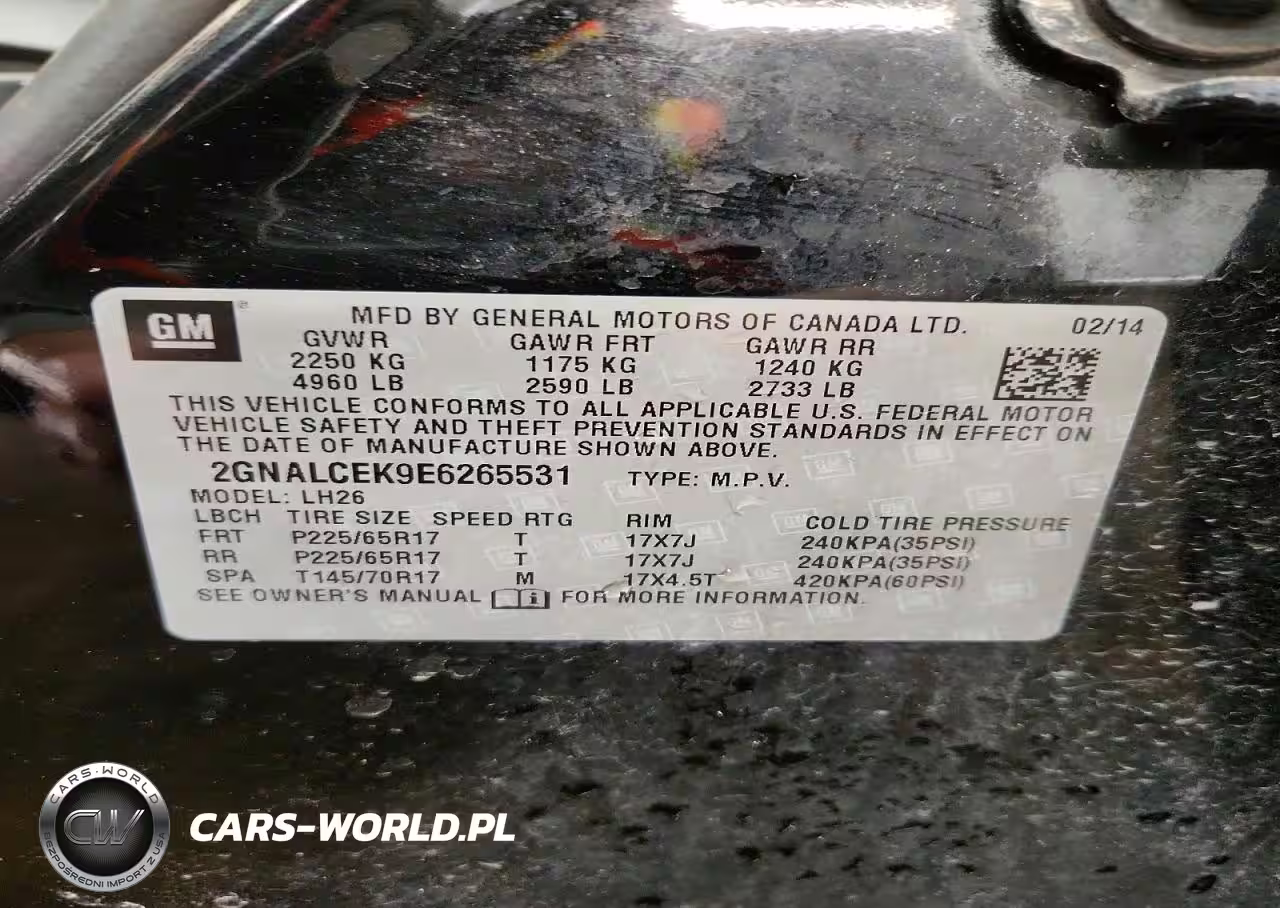 GM
MFD BY GENERAL MOTORS OF CANADA LTD. 02/14
GVWR GAWR FRT GAWR RR
2250 KG 1175 KG 1240 KG
4960 LB 2590 LB 2733 LB
THIS VEHICLE CONFORMS TO ALL APPLICABLE U.S. FEDERAL MOTOR
VEHICLE SAFETY AND THEFT PREVENTION STANDARDS IN EFFECT ON
THE DATE OF MANUFACTURE SHOWN ABOVE.
2GNALCEK9E6265531 TYPE: M.P.V.
MODEL: LH26
LBCH TIRE SIZE SPEED RTG RIM COLD TIRE PRESSURE
FRT P225/65R17 T 17X7J 240KPA(35PSI)
RR P225/65R17 T 17X7J 240KPA(35PSI)
SPA T145/70R17 M 17X4.5T 420KPA(60PSI)
SEE OWNER'S MANUAL FOR MORE INFORMATION.
CARS-WORLD
CW
BEZPOŚREDNI IMPORT Z USA
CARS-WORLD.PL